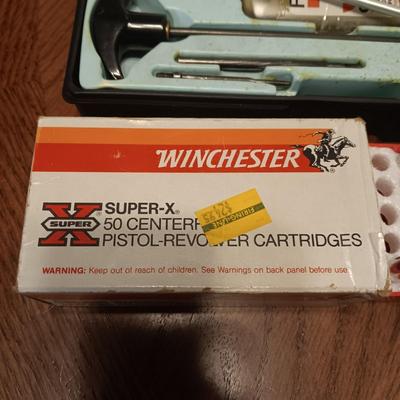 WINCHESTER
SUPER-X®
X SUPER
50 CENTERF
PISTOL-REVOLVER CARTRIDGES
WARNING: Keep out of reach of children. See Warnings on back panel before use